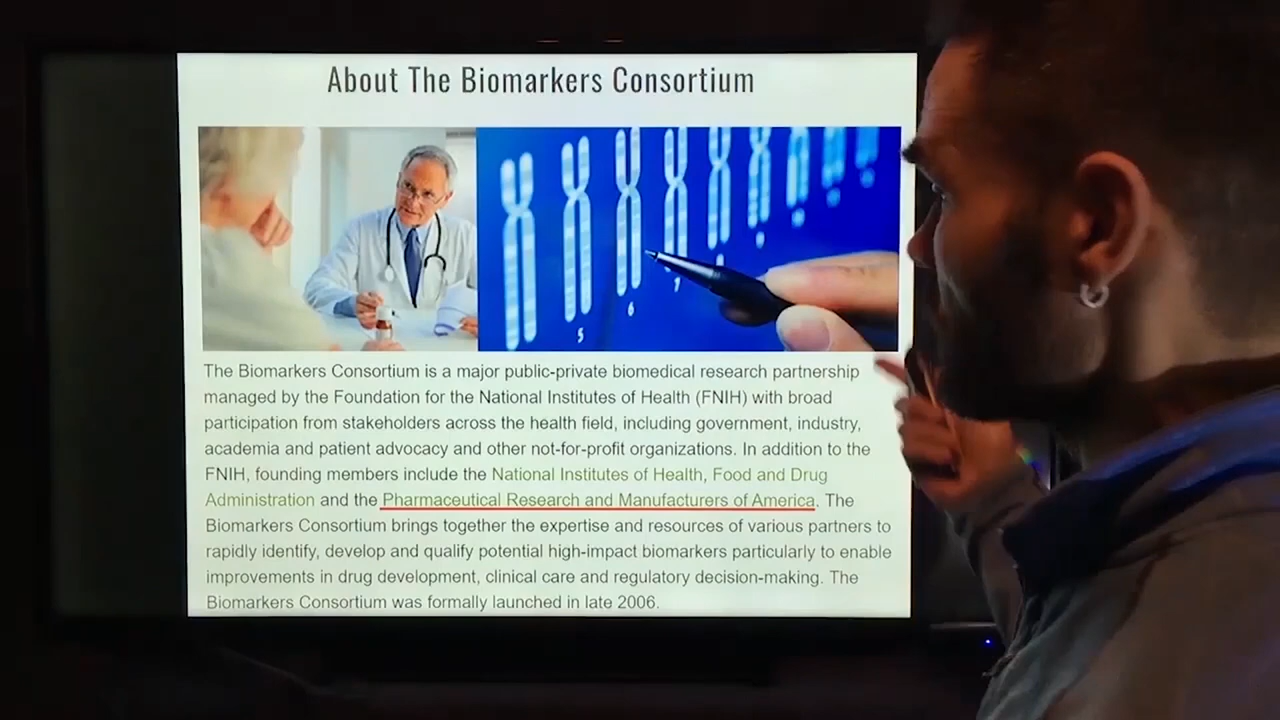 About The Biomarkers Consortium
5
6
7
The Biomarkers Consortium is a major public-private biomedical research partnership
managed by the Foundation for the National Institutes of Health (FNIH) with broad
participation from stakeholders across the health field, including government, industry,
academia and patient advocacy and other not-for-profit organizations. In addition to the
FNIH, founding members include the National Institutes of Health, Food and Drug
Administration and the Pharmaceutical Research and Manufacturers of America. The
Biomarkers Consortium brings together the expertise and resources of various partners to
rapidly identify, develop and qualify potential high-impact biomarkers particularly to enable
improvements in drug development, clinical care and regulatory decision-making. The
Biomarkers Consortium was formally launched in late 2006.